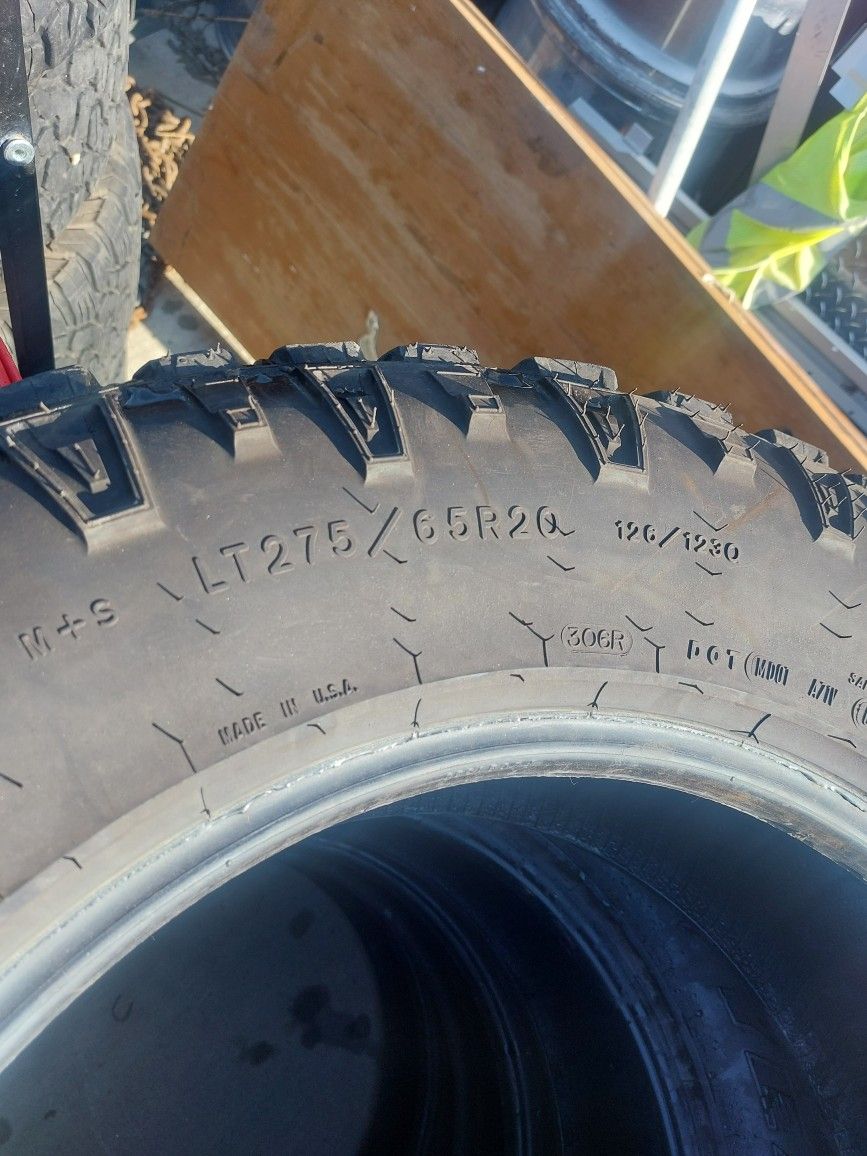 LT275/65R20 126/123Q
M+S
306R
DOT
MADE IN U.S.A.